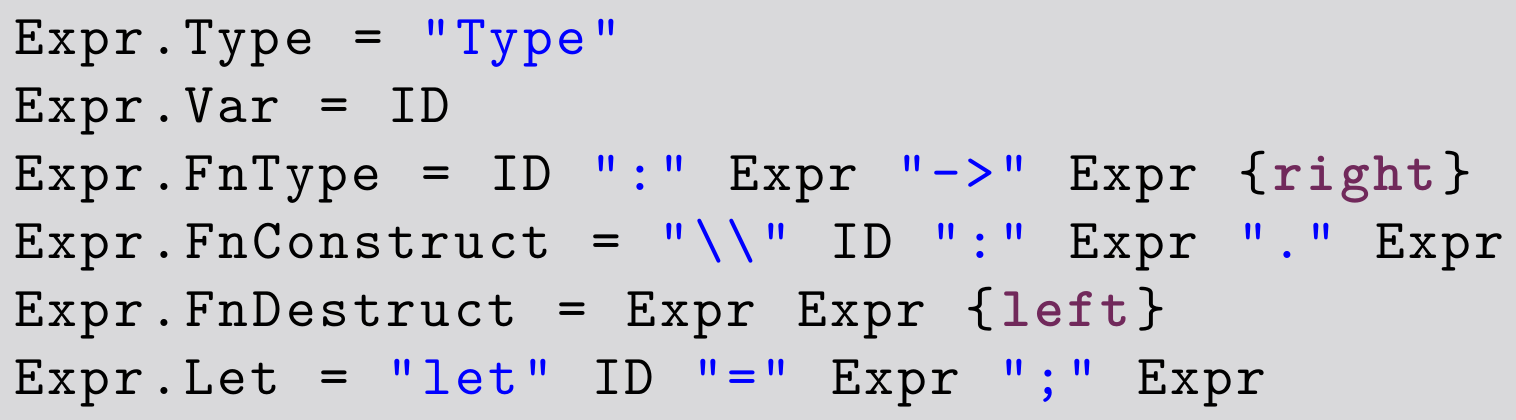 Expr.Type = "Type"
Expr.Var = ID
Expr.FnType = ID ":" Expr "->" Expr {right}
Expr.FnConstruct = "\\" ID ":" Expr "." Expr
Expr.FnDestruct = Expr Expr {left}
Expr.Let = "let" ID "=" Expr ";" Expr